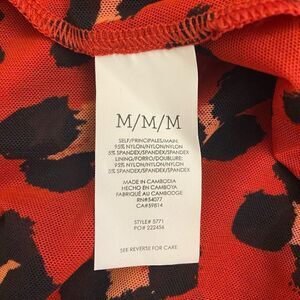 M/M/M
SELF/PRINCIPALES/MAIN:
95% NYLON/NYLON/NYLON
5% SPANDEX/SPANDEX/SPANDEX
LINING/FORRO/DOUBLURE:
95% NYLON/NYLON/NYLON
5% SPANDEX/SPANDEX/SPANDEX
MADE IN CAMBODIA
HECHO EN CAMBOYA
FABRIQUÉ AU CAMBODGE
RN#54077
CA#59814
STYLE# 5771
PO# 222456
SEE REVERSE FOR CARE